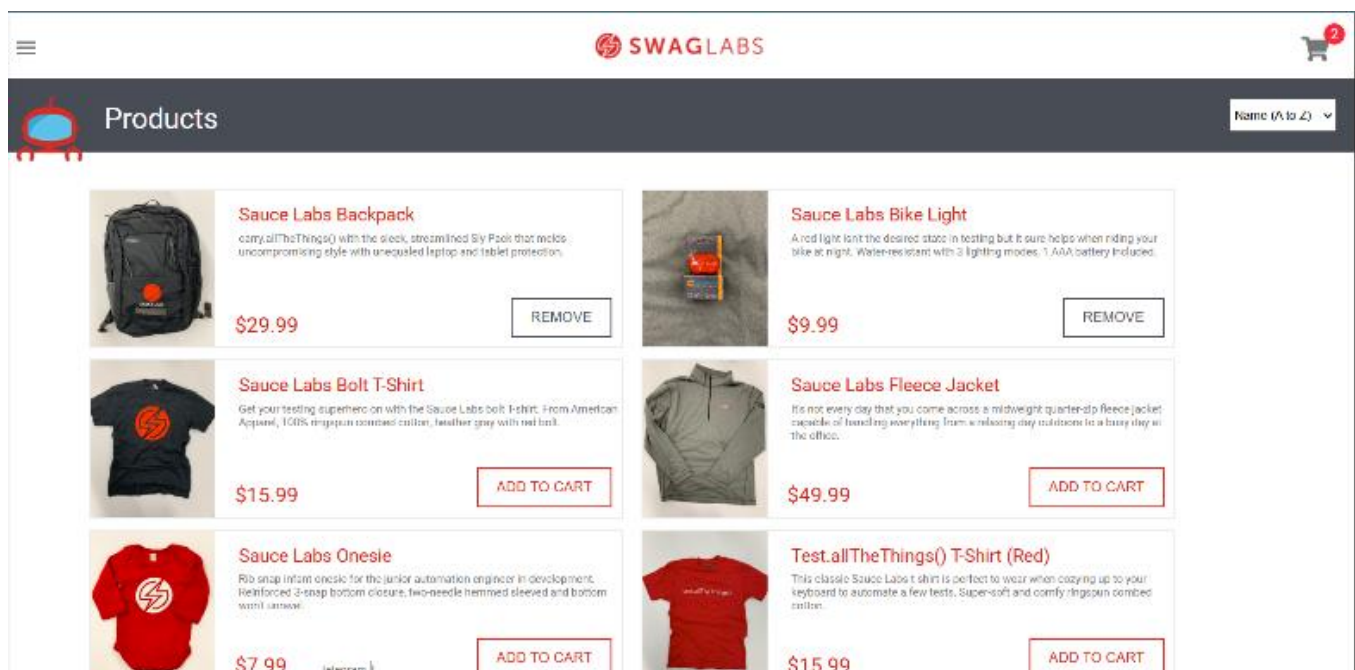 SWAGLABS
2
Products
Name (A to Z)
Sauce Labs Backpack
carry.allTheThings() with the sleek, streamlined Sly Pack that melds
uncompromising style with unequaled laptop and tablet protection.
$29.99
REMOVE
Sauce Labs Bike Light
A red light isn't the desired state in testing but it sure helps when riding your
bike at night. Water-resistant with 3 lighting modes, 1 AAA battery included.
$9.99
REMOVE
Sauce Labs Bolt T-Shirt
Get your testing superhero on with the Sauce Labs bolt T-shirt. From American
Apparel, 100% ringspun combed cotton, heather gray with red bolt.
$15.99
ADD TO CART
Sauce Labs Fleece Jacket
It's not every day that you come across a midweight quarter-zip fleece jacket
capable of handling everything from a relaxing day outdoors to a busy day at
the office.
$49.99
ADD TO CART
Sauce Labs Onesie
Rib snap infant onesie for the junior automation engineer in development.
Reinforced 3-snap bottom closure, two-needle hemmed sleeved and bottom
won't unravel.
$7.99
ADD TO CART
Test.allTheThings() T-Shirt (Red)
This classic Sauce Labs t-shirt is perfect to wear when cozying up to your
keyboard to automate a few tests. Super-soft and comfy ringspun combed
cotton.
$15.99
ADD TO CART